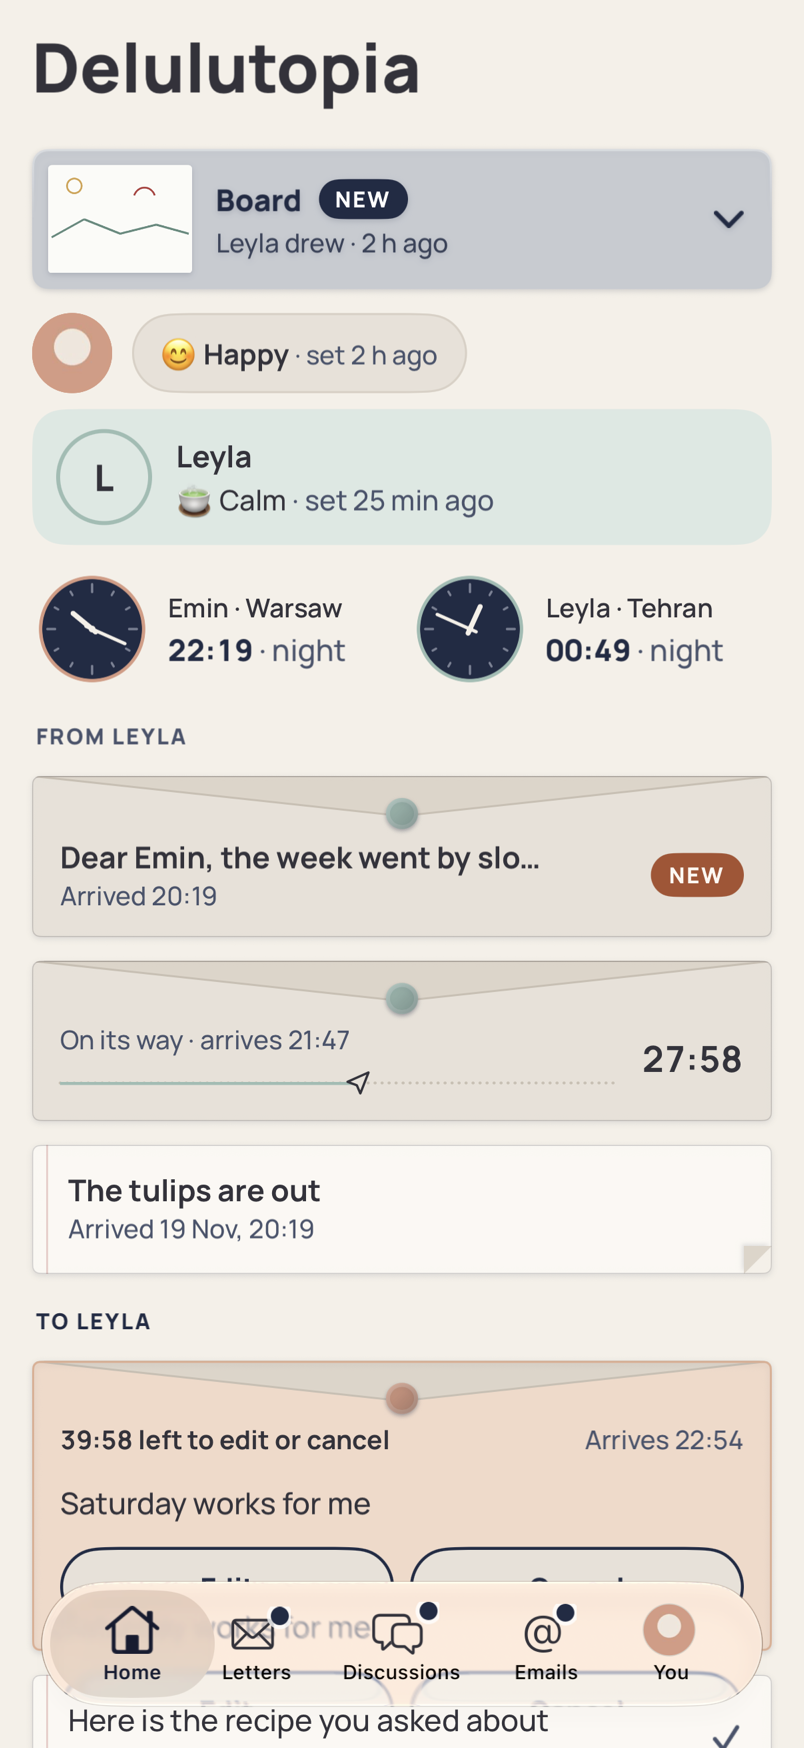 Delulutopia
Board NEW
Leyla drew · 2 h ago
😊 Happy · set 2 h ago
L
Leyla
🍵 Calm · set 25 min ago
Emin · Warsaw
22:19 · night
Leyla · Tehran
00:49 · night
FROM LEYLA
Dear Emin, the week went by slo...
Arrived 20:19
NEW
On its way · arrives 21:47
27:58
The tulips are out
Arrived 19 Nov, 20:19
TO LEYLA
39:58 left to edit or cancel
Arrives 22:54
Saturday works for me
Home
Letters
Discussions
Emails
You
Here is the recipe you asked about